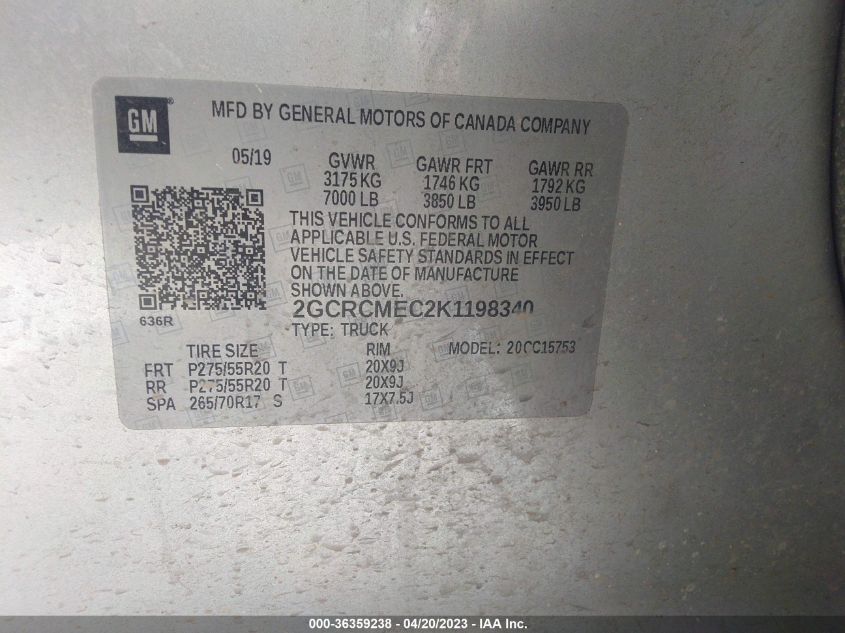 GM®
MFD BY GENERAL MOTORS OF CANADA COMPANY
05/19 GVWR GAWR FRT GAWR RR
3175 KG 1746 KG 1792 KG
7000 LB 3850 LB 3950 LB
THIS VEHICLE CONFORMS TO ALL
APPLICABLE U.S. FEDERAL MOTOR
VEHICLE SAFETY STANDARDS IN EFFECT
ON THE DATE OF MANUFACTURE
SHOWN ABOVE.
2GCRCMEC2K1198340
636R
TYPE: TRUCK
TIRE SIZE RIM MODEL: 20CC15753
FRT P275/55R20 T 20X9J
RR P275/55R20 T 20X9J
SPA 265/70R17 S 17X7.5J
000-36359238 - 04/20/2023 - IAA Inc.